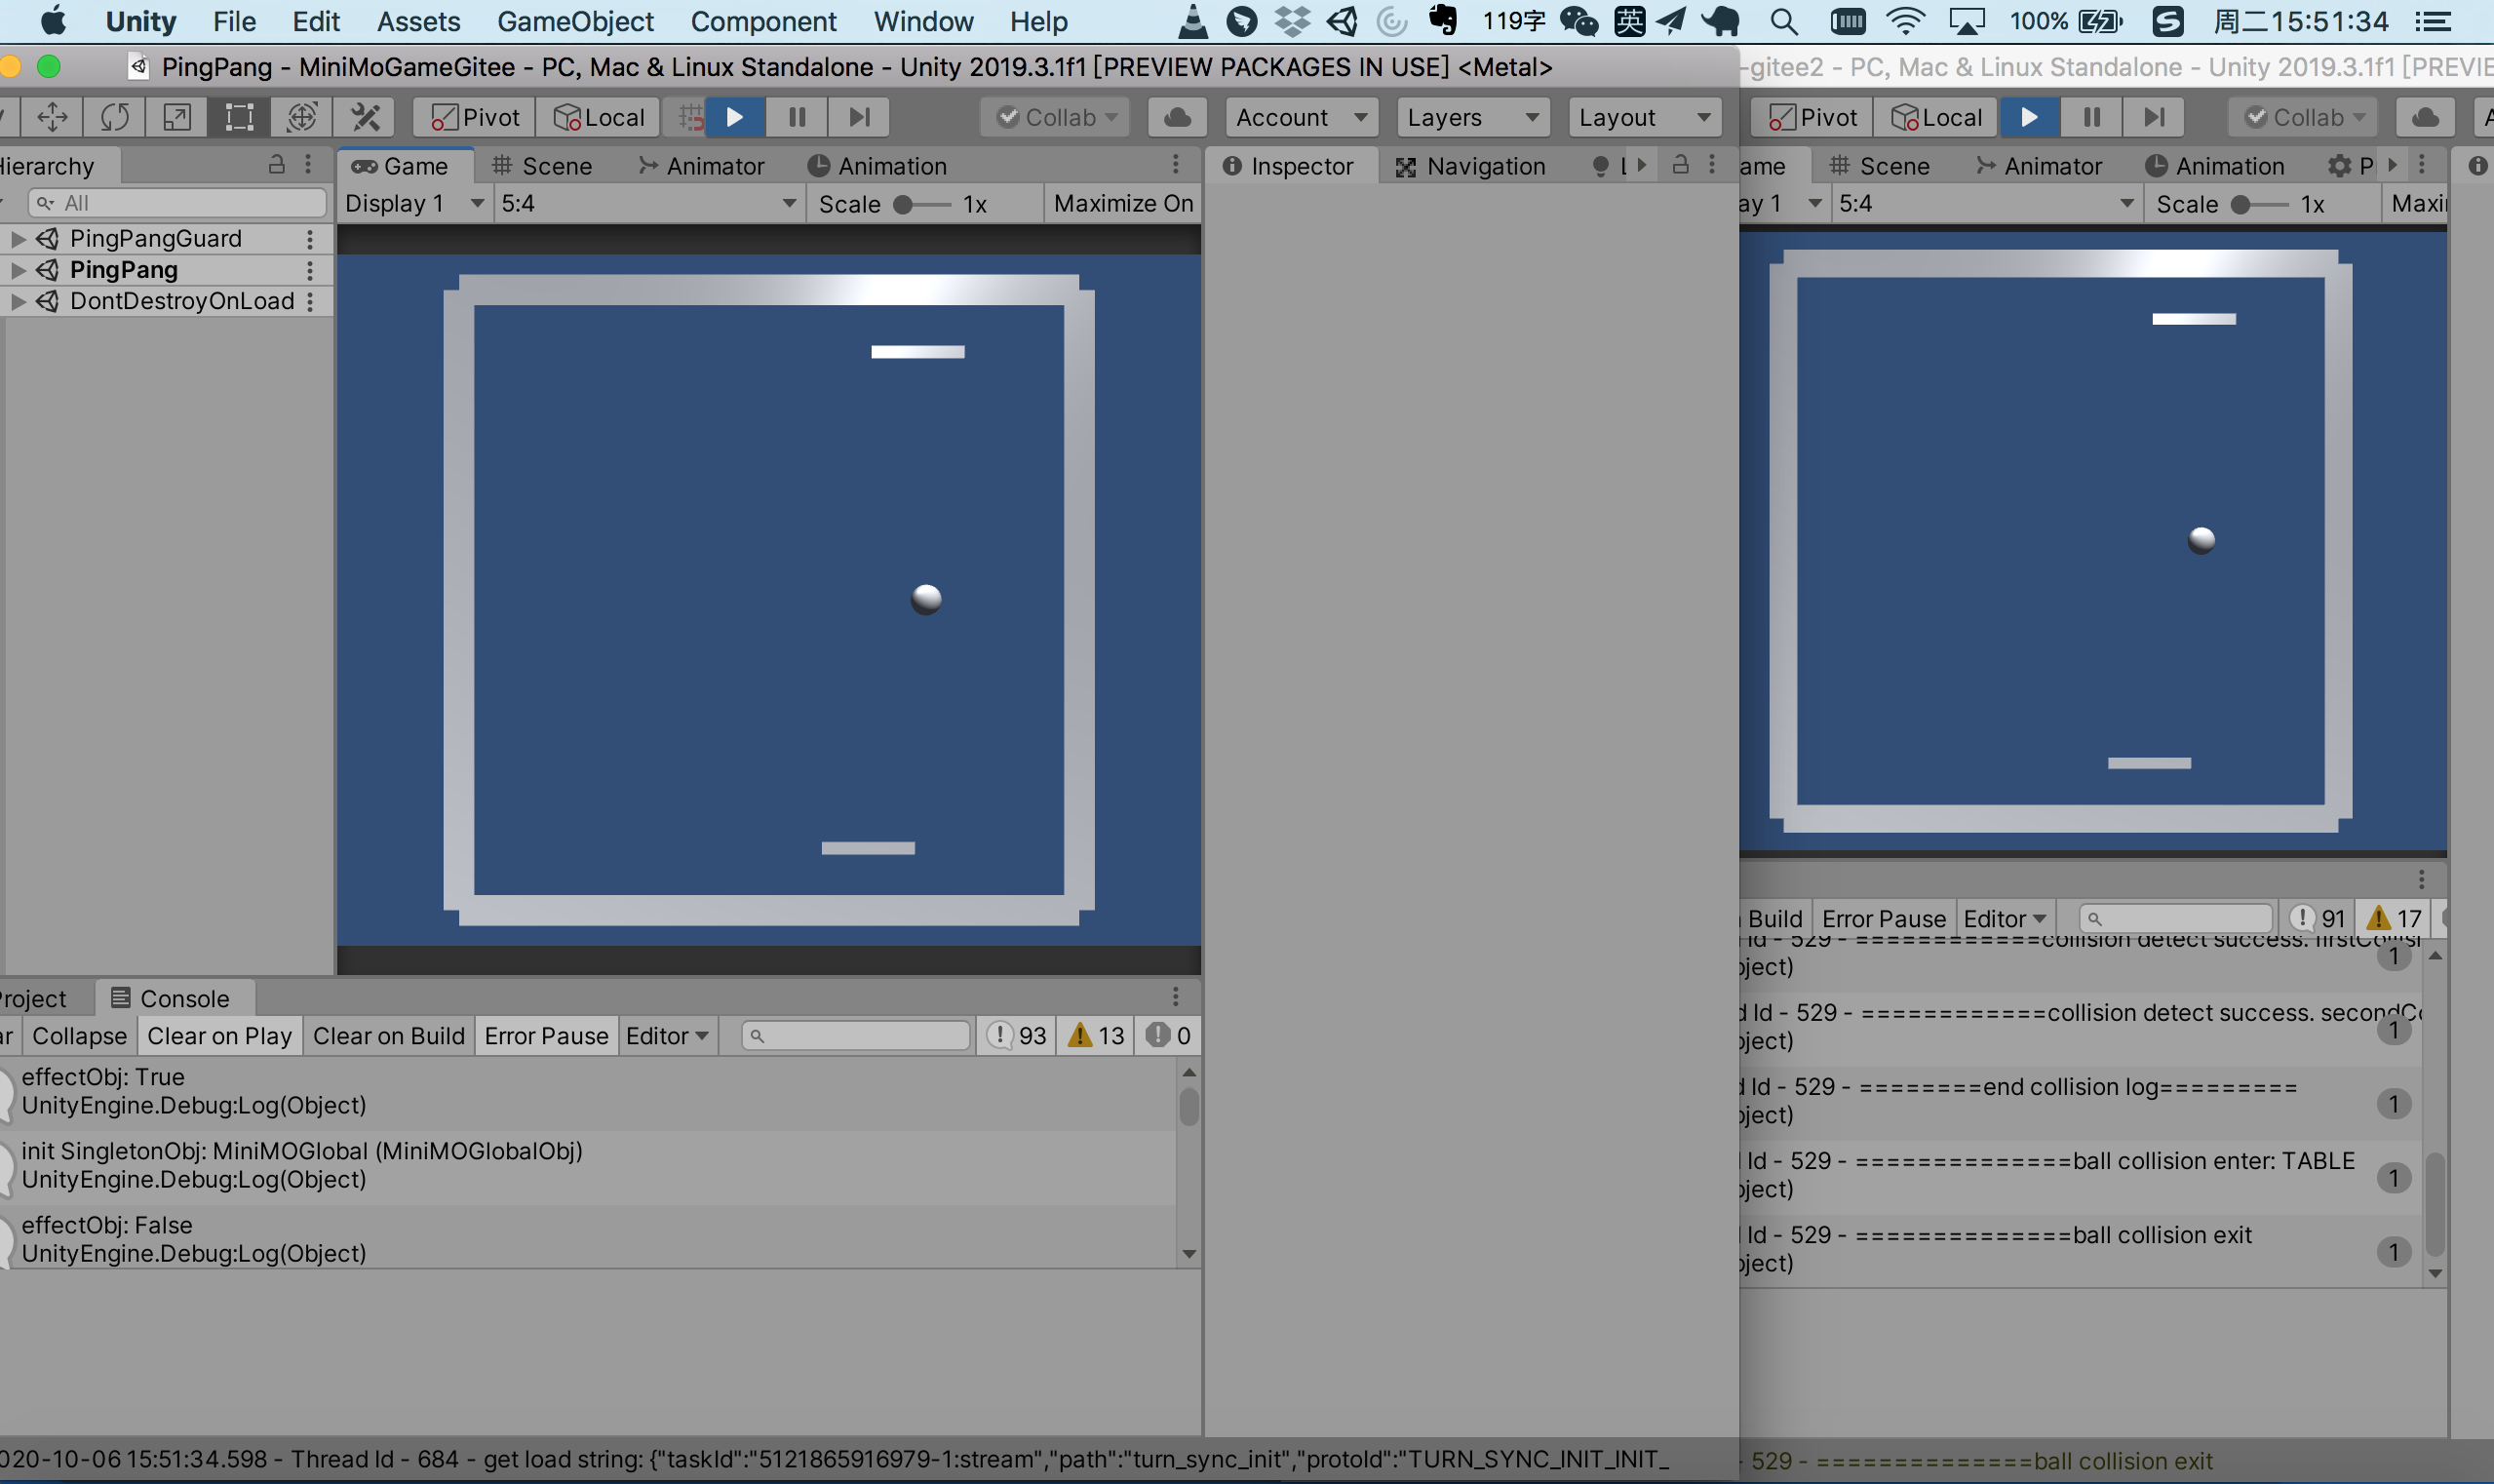 Unity File Edit Assets GameObject Component Window Help 119字 英 100% 周二15:51:34
PingPang - MiniMoGameGitee - PC, Mac & Linux Standalone - Unity 2019.3.1f1 [PREVIEW PACKAGES IN USE] <Metal>
Pivot Local Collab Account Layers Layout
Hierarchy
All
PingPangGuard
PingPang
DontDestroyOnLoad
Game Scene Animator Animation
Display 1 5:4 Scale 1x Maximize On
Inspector Navigation
Project Console
Collapse Clear on Play Clear on Build Error Pause Editor 93 13 0
effectObj: True
UnityEngine.Debug:Log(Object)
init SingletonObj: MiniMOGlobal (MiniMOGlobalObj)
UnityEngine.Debug:Log(Object)
effectObj: False
UnityEngine.Debug:Log(Object)
020-10-06 15:51:34.598 - Thread Id - 684 - get load string: {"taskId":"5121865916979-1:stream","path":"turn_sync_init","protoId":"TURN_SYNC_INIT_INIT_
-gitee2 - PC, Mac & Linux Standalone - Unity 2019.3.1f1 [PREVIE
Pivot Local Collab
ame Scene Animator Animation P
ay 1 5:4 Scale 1x Maxi
Build Error Pause Editor 91 17
Id - 529 - ============collision detect success. firstCollisi
ject) 1
Id - 529 - ============collision detect success. secondCo
ject) 1
Id - 529 - ========end collision log=========
ject) 1
Id - 529 - ==============ball collision enter: TABLE
ject) 1
Id - 529 - ==============ball collision exit
ject) 1
- 529 - ==============ball collision exit